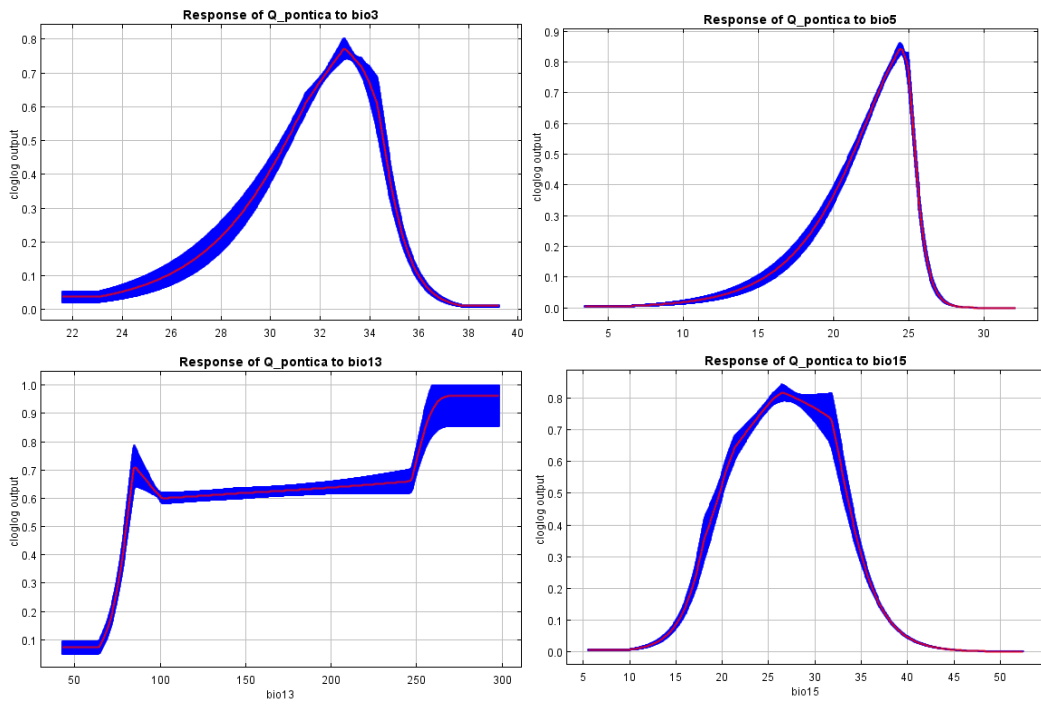 Response of Q_pontica to bio3
cloglog output
0.8
0.7
0.6
0.5
0.4
0.3
0.2
0.1
0.0
22 24 26 28 30 32 34 36 38 40
bio3
Response of Q_pontica to bio5
cloglog output
0.9
0.8
0.7
0.6
0.5
0.4
0.3
0.2
0.1
0.0
5 10 15 20 25 30
bio5
Response of Q_pontica to bio13
cloglog output
1.0
0.9
0.8
0.7
0.6
0.5
0.4
0.3
0.2
0.1
50 100 150 200 250 300
bio13
Response of Q_pontica to bio15
cloglog output
0.8
0.7
0.6
0.5
0.4
0.3
0.2
0.1
0.0
5 10 15 20 25 30 35 40 45 50
bio15